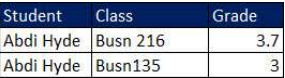 Student Class Grade
Abdi Hyde Busn 216 3.7
Abdi Hyde Busn135 3